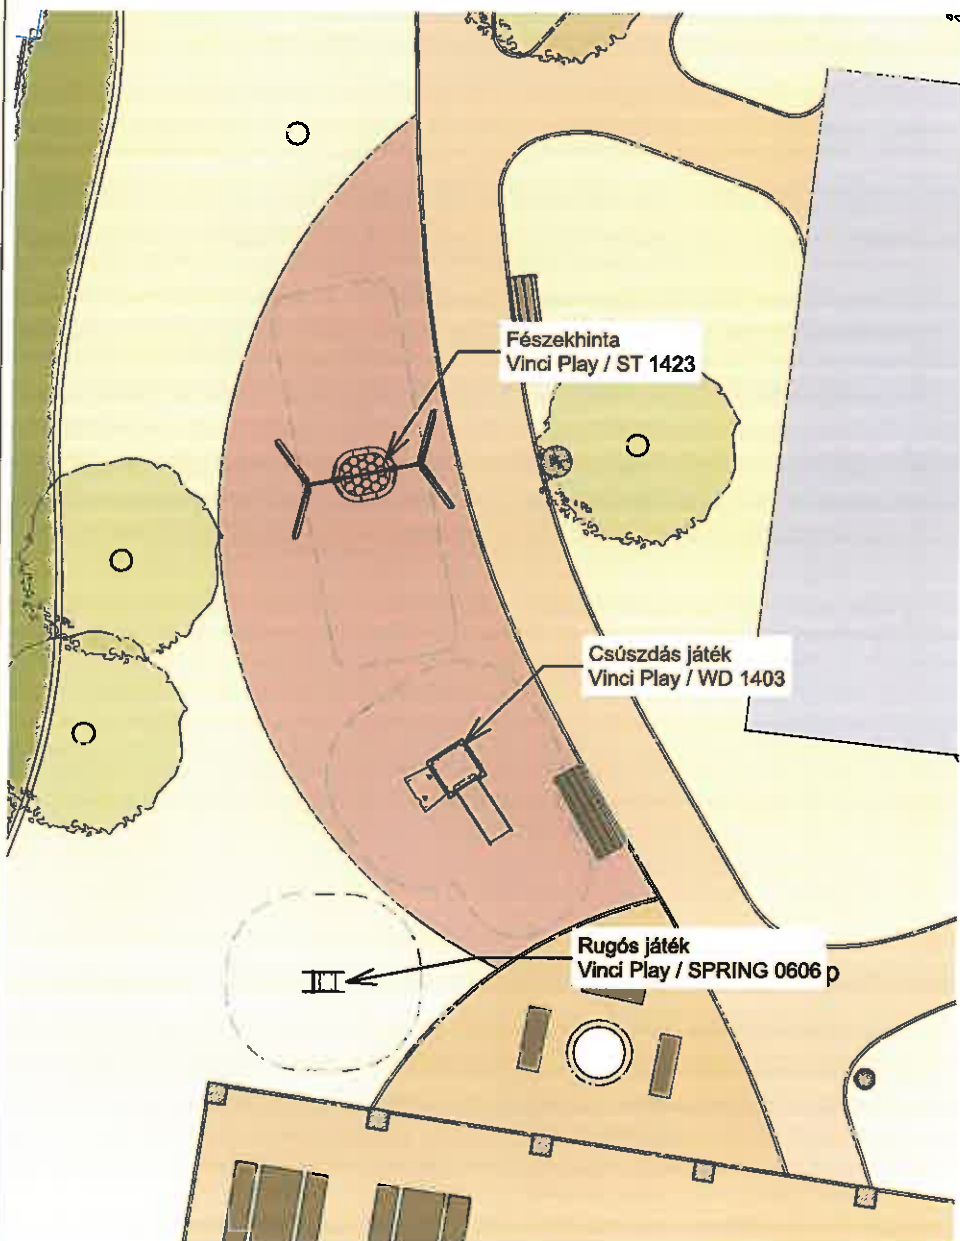 Fészekhinta
Vinci Play / ST 1423
Csúszdás játék
Vinci Play / WD 1403
Rugós játék
Vinci Play / SPRING 0606 p